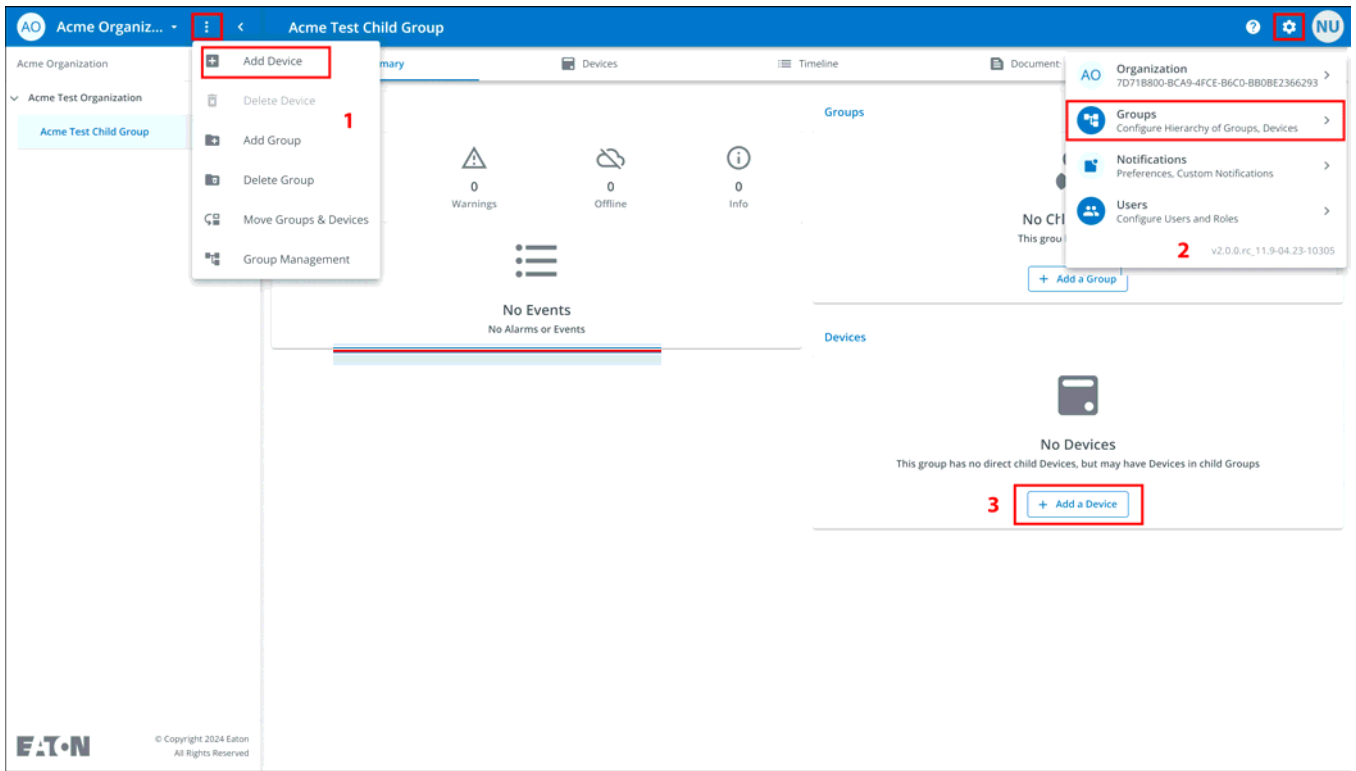 AO Acme Organiz... Acme Test Child Group NU
Acme Organization
Acme Test Organization
Acme Test Child Group
Add Device
Delete Device
1
Add Group
Delete Group
Move Groups & Devices
Group Management
mary
Devices
Timeline
Document
0
Warnings
0
Offline
0
Info
No Events
No Alarms or Events
Groups
No Ch
This grou
+ Add a Group
AO
Organization
7D71B800-BCA9-4FCE-B6C0-BB0BE2366293
Groups
Configure Hierarchy of Groups, Devices
Notifications
Preferences, Custom Notifications
Users
Configure Users and Roles
2 v2.0.0.rc_11.9-04.23-10305
Devices
No Devices
This group has no direct child Devices, but may have Devices in child Groups
3 + Add a Device
EATON
© Copyright 2024 Eaton
All Rights Reserved